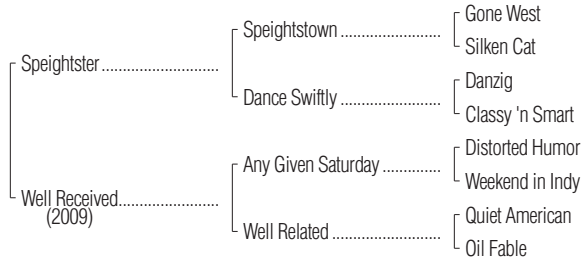 Gone West
Speightstown ....................
Silken Cat
Speightster ........................
Danzig
Dance Swiftly ....................
Classy 'n Smart
Distorted Humor
Any Given Saturday .............
Weekend in Indy
Well Received....................
(2009)
Quiet American
Well Related ......................
Oil Fable